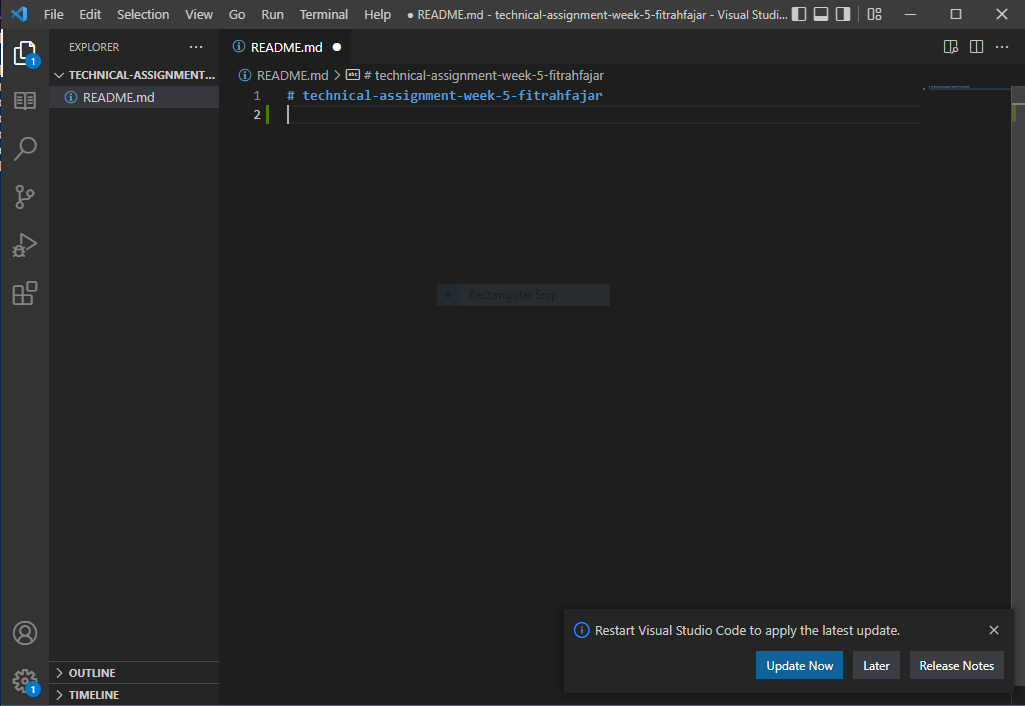 File Edit Selection View Go Run Terminal Help ● README.md - technical-assignment-week-5-fitrahfajar - Visual Studi...
EXPLORER ...
README.md ●
TECHNICAL-ASSIGNMENT...
README.md > # technical-assignment-week-5-fitrahfajar
README.md
1 # technical-assignment-week-5-fitrahfajar
2
1
Rectangular Snip
Restart Visual Studio Code to apply the latest update.
Update Now Later Release Notes
OUTLINE
1
TIMELINE